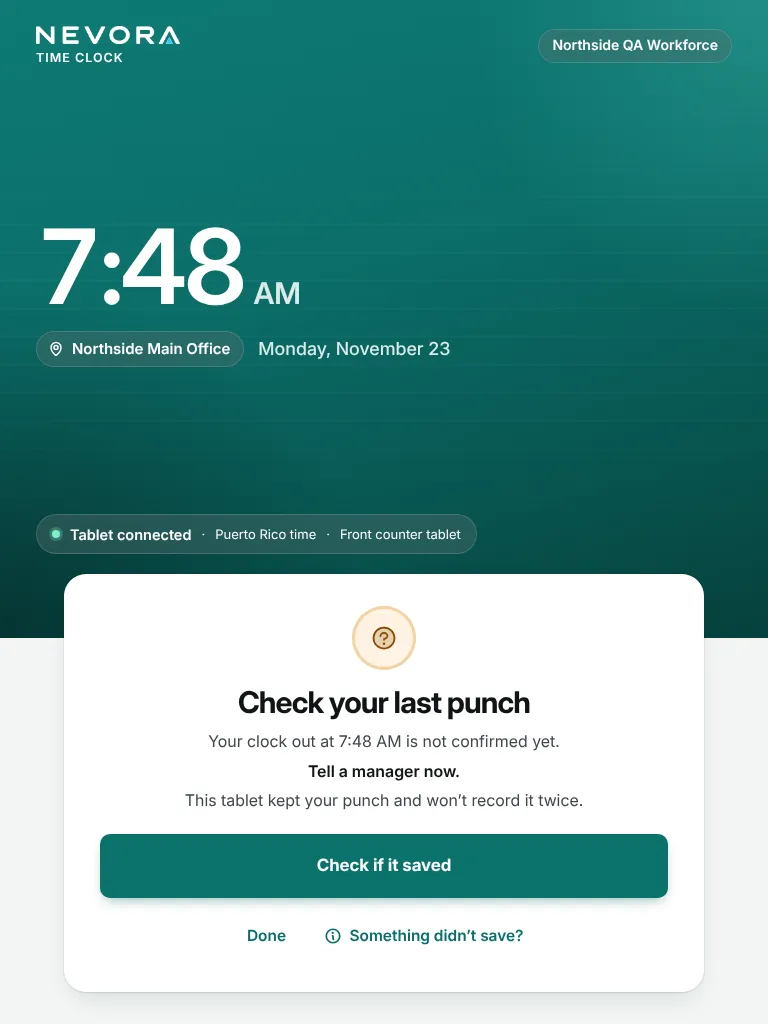 NEVORA
TIME CLOCK
Northside QA Workforce
7:48 AM
Northside Main Office
Monday, November 23
Tablet connected · Puerto Rico time · Front counter tablet
Check your last punch
Your clock out at 7:48 AM is not confirmed yet.
Tell a manager now.
This tablet kept your punch and won’t record it twice.
Check if it saved
Done
Something didn’t save?